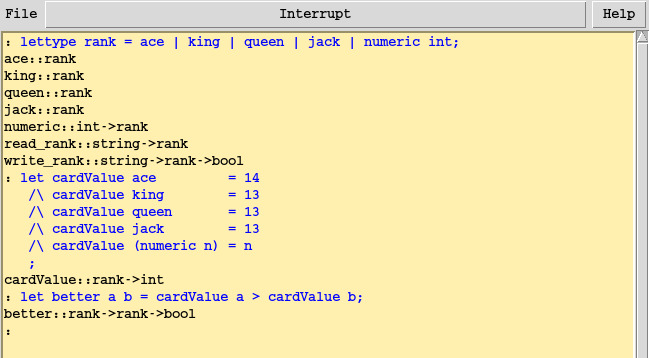 File Interrupt Help
: lettype rank = ace | king | queen | jack | numeric int;
ace::rank
king::rank
queen::rank
jack::rank
numeric::int->rank
read_rank::string->rank
write_rank::string->rank->bool
: let cardValue ace         = 14
   /\ cardValue king        = 13
   /\ cardValue queen       = 13
   /\ cardValue jack        = 13
   /\ cardValue (numeric n) = n
   ;
cardValue::rank->int
: let better a b = cardValue a > cardValue b;
better::rank->rank->bool
: